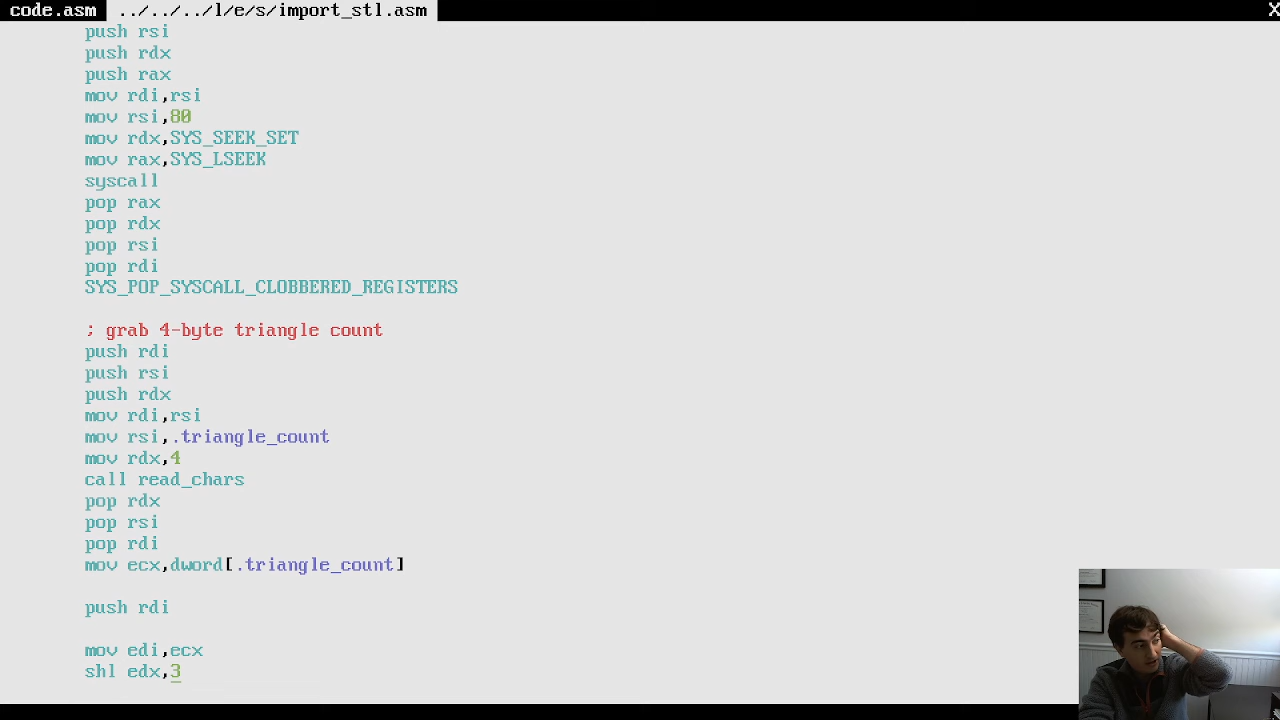 code.asm ../../../l/e/s/import_stl.asm X
push rsi
push rdx
push rax
mov rdi,rsi
mov rsi,80
mov rdx,SYS_SEEK_SET
mov rax,SYS_LSEEK
syscall
pop rax
pop rdx
pop rsi
pop rdi
SYS_POP_SYSCALL_CLOBBERED_REGISTERS
; grab 4-byte triangle count
push rdi
push rsi
push rdx
mov rdi,rsi
mov rsi,.triangle_count
mov rdx,4
call read_chars
pop rdx
pop rsi
pop rdi
mov ecx,dword[.triangle_count]
push rdi
mov edi,ecx
shl edx,3